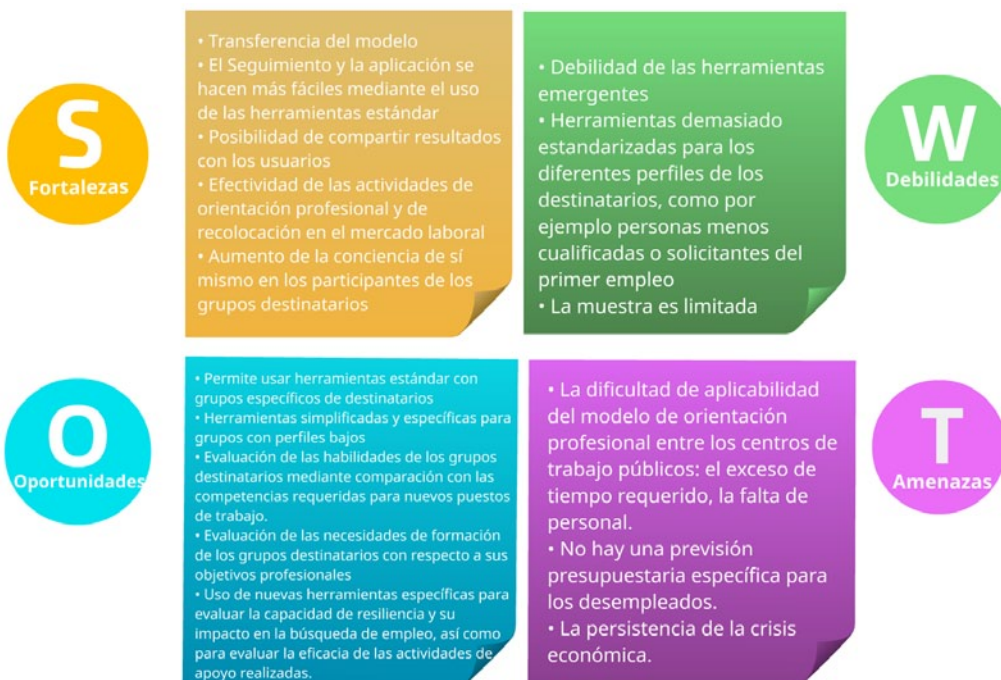 S
Fortalezas
• Transferencia del modelo
• El Seguimiento y la aplicación se
hacen más fáciles mediante el uso
de las herramientas estándar
• Posibilidad de compartir resultados
con los usuarios
• Efectividad de las actividades de
orientación profesional y de
recolocación en el mercado laboral
• Aumento de la conciencia de sí
mismo en los participantes de los
grupos destinatarios
• Debilidad de las herramientas
emergentes
• Herramientas demasiado
estandarizadas para los
diferentes perfiles de los
destinatarios, como por
ejemplo personas menos
cualificadas o solicitantes del
primer empleo
• La muestra es limitada
W
Debilidades
O
Oportunidades
• Permite usar herramientas estándar con
grupos específicos de destinatarios
• Herramientas simplificadas y específicas para
grupos con perfiles bajos
• Evaluación de las habilidades de los grupos
destinatarios mediante comparación con las
competencias requeridas para nuevos puestos
de trabajo.
• Evaluación de las necesidades de formación
de los grupos destinatarios con respecto a sus
objetivos profesionales
• Uso de nuevas herramientas específicas para
evaluar la capacidad de resiliencia y su
impacto en la búsqueda de empleo, así como
para evaluar la eficacia de las actividades de
apoyo realizadas.
• La dificultad de aplicabilidad
del modelo de orientación
profesional entre los centros de
trabajo públicos: el exceso de
tiempo requerido, la falta de
personal.
• No hay una previsión
presupuestaria específica para
los desempleados.
• La persistencia de la crisis
económica.
T
Amenazas